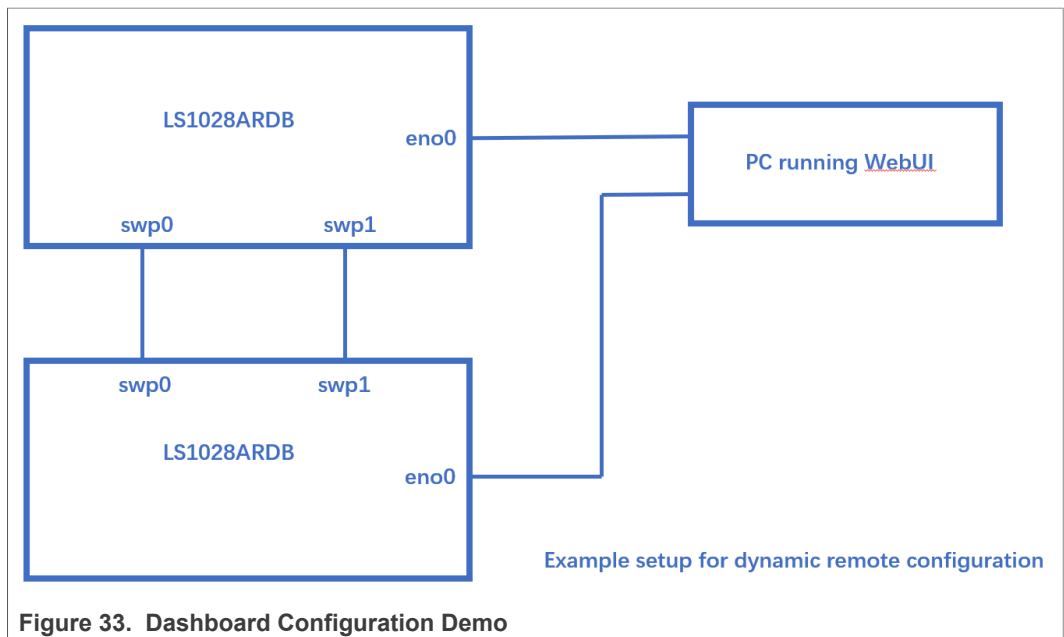 LS1028ARDB
eno0
PC running WebUI
swp0 swp1
swp0 swp1
LS1028ARDB
eno0
Example setup for dynamic remote configuration
Figure 33. Dashboard Configuration Demo